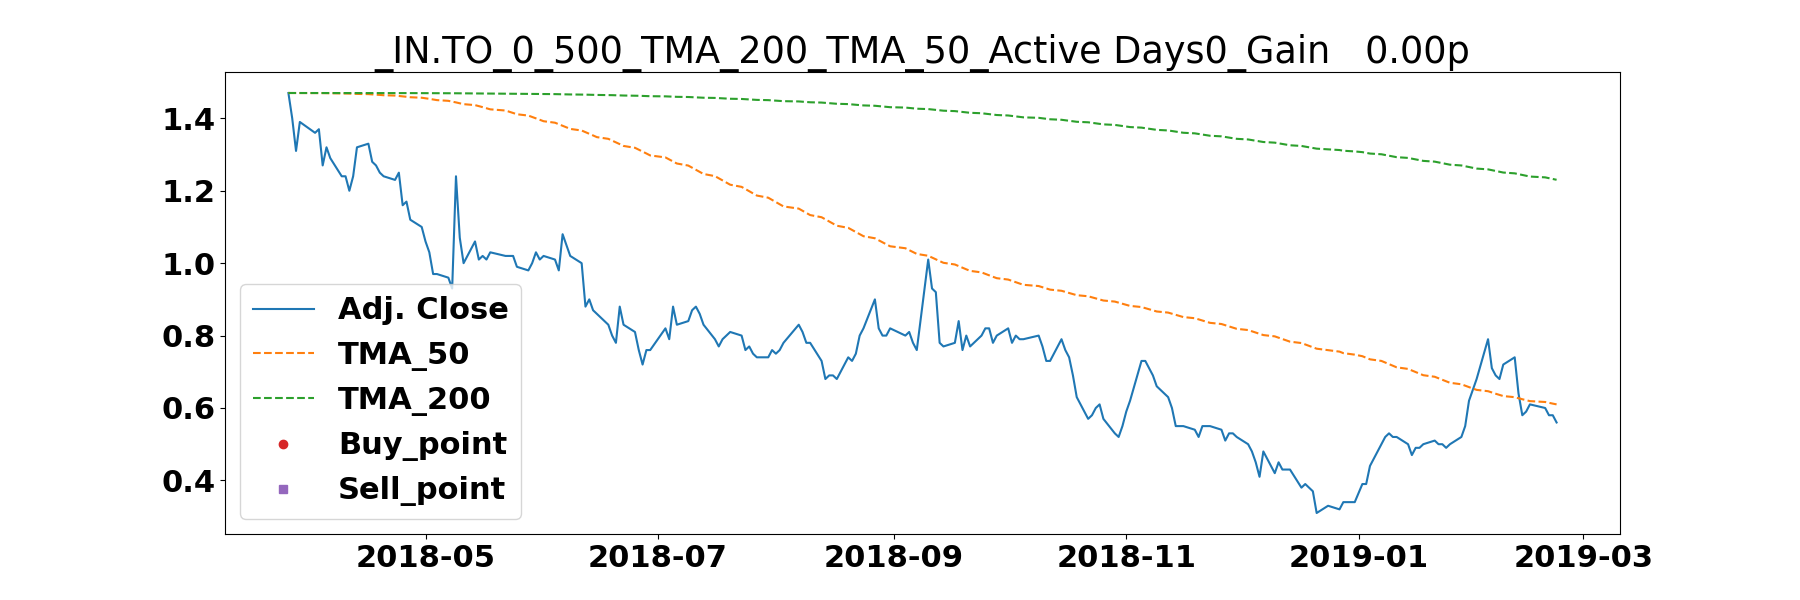 _IN.TO_0_500_TMA_200_TMA_50_Active Days0_Gain   0.00p
1.4
1.2
1.0
0.8
0.6
0.4
Adj. Close
TMA_50
TMA_200
Buy_point
Sell_point
2018-05 2018-07 2018-09 2018-11 2019-01 2019-03